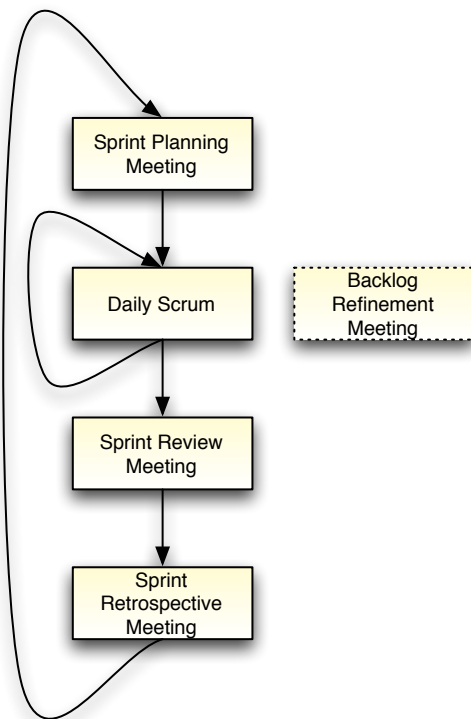 Sprint Planning
Meeting
Daily Scrum
Backlog
Refinement
Meeting
Sprint Review
Meeting
Sprint
Retrospective
Meeting